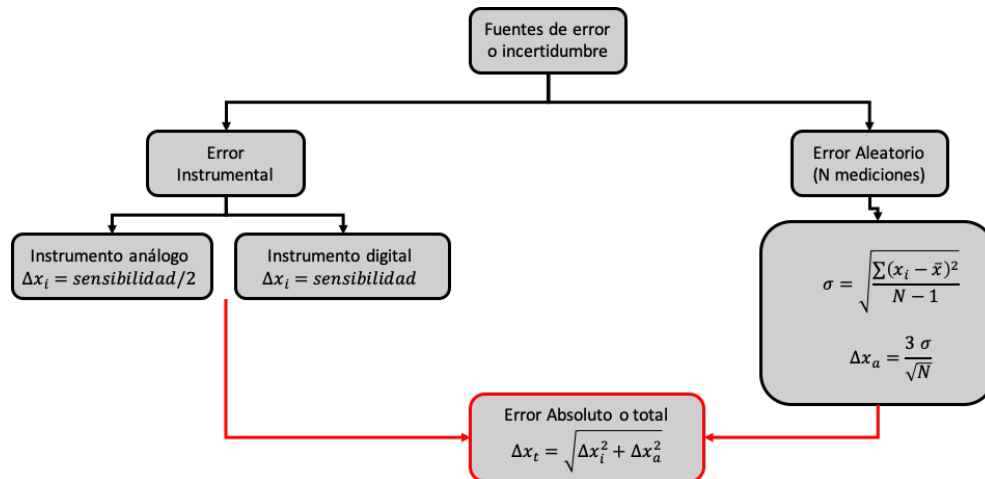 Fuentes de error
o incertidumbre
Error
Instrumental
Error Aleatorio
(N mediciones)
Instrumento análogo
Δx_i = sensibilidad/2
Instrumento digital
Δx_i = sensibilidad
σ = √(∑(x_i − x̄)² / (N − 1))
Δx_a = 3 σ / √N
Error Absoluto o total
Δx_t = √(Δx_i² + Δx_a²)